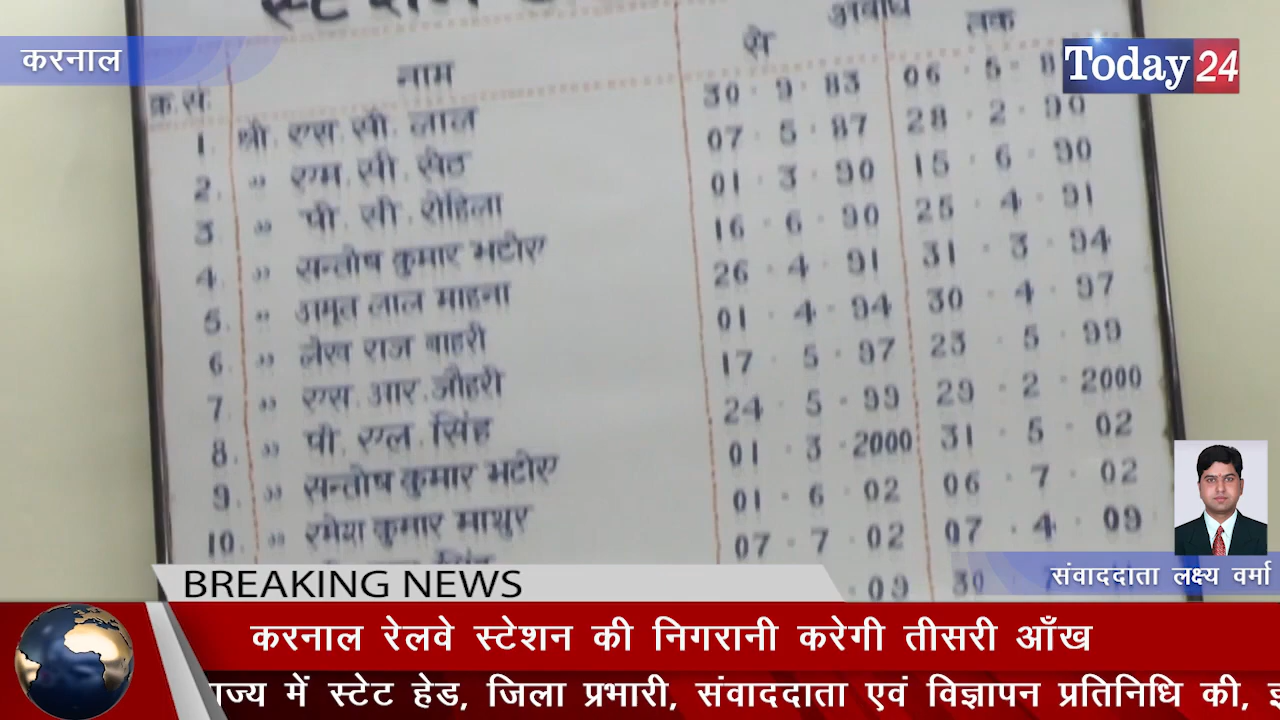 करनाल
Today 24
से अवधि तक
क्र.सं. नाम
30 · 9 · 83 06 · 5 ·
1. श्री. एस. सी. लाल 07 · 5 · 87 28 · 2 · 90
2. " एम. सी. सेठ 01 · 3 · 90 15 · 6 · 90
3 " पी. सी. रोहिला 16 · 6 · 90 25 · 4 · 91
4. " सन्तोष कुमार भटोए 26 · 4 · 91 31 · 3 · 94
5. " अमृत लाल माहना 01 · 4 · 94 30 · 4 · 97
6. " लेख राज बाहरी 17 · 5 · 97 23 · 5 · 99
7. " एस. आर. जौहरी 24 · 5 · 99 29 · 2 · 2000
8. " पी. एल. सिंह 01 · 3 · 2000 31 · 5 · 02
9. " सन्तोष कुमार भटोए 01 · 6 · 02 06 · 7 · 02
10. " रमेश कुमार माथुर 07 · 7 · 02 07 · 4 · 09
सिंह · 09 30 ·
संवाददाता लक्ष्य वर्मा
BREAKING NEWS
करनाल रेलवे स्टेशन की निगरानी करेगी तीसरी आँख
में स्टेट हेड, जिला प्रभारी, संवाददाता एवं विज्ञापन प्रतिनिधि की,